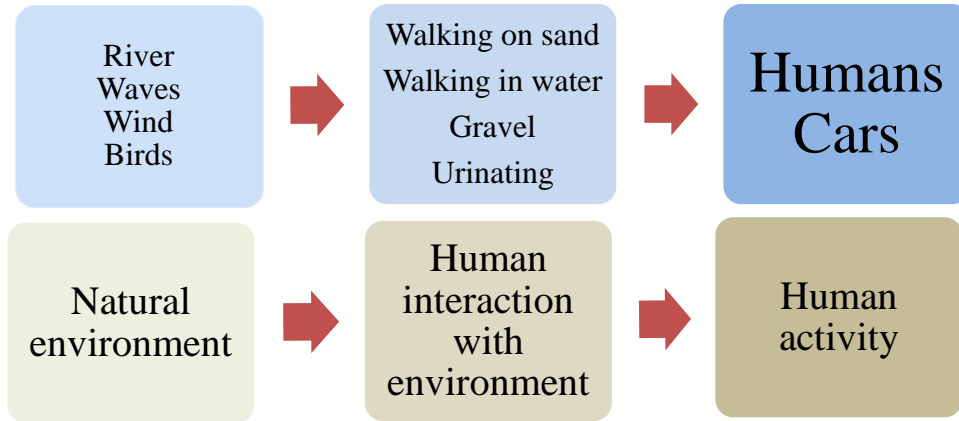 River
Waves
Wind
Birds
Walking on sand
Walking in water
Gravel
Urinating
Humans
Cars
Natural
environment
Human
interaction
with
environment
Human
activity